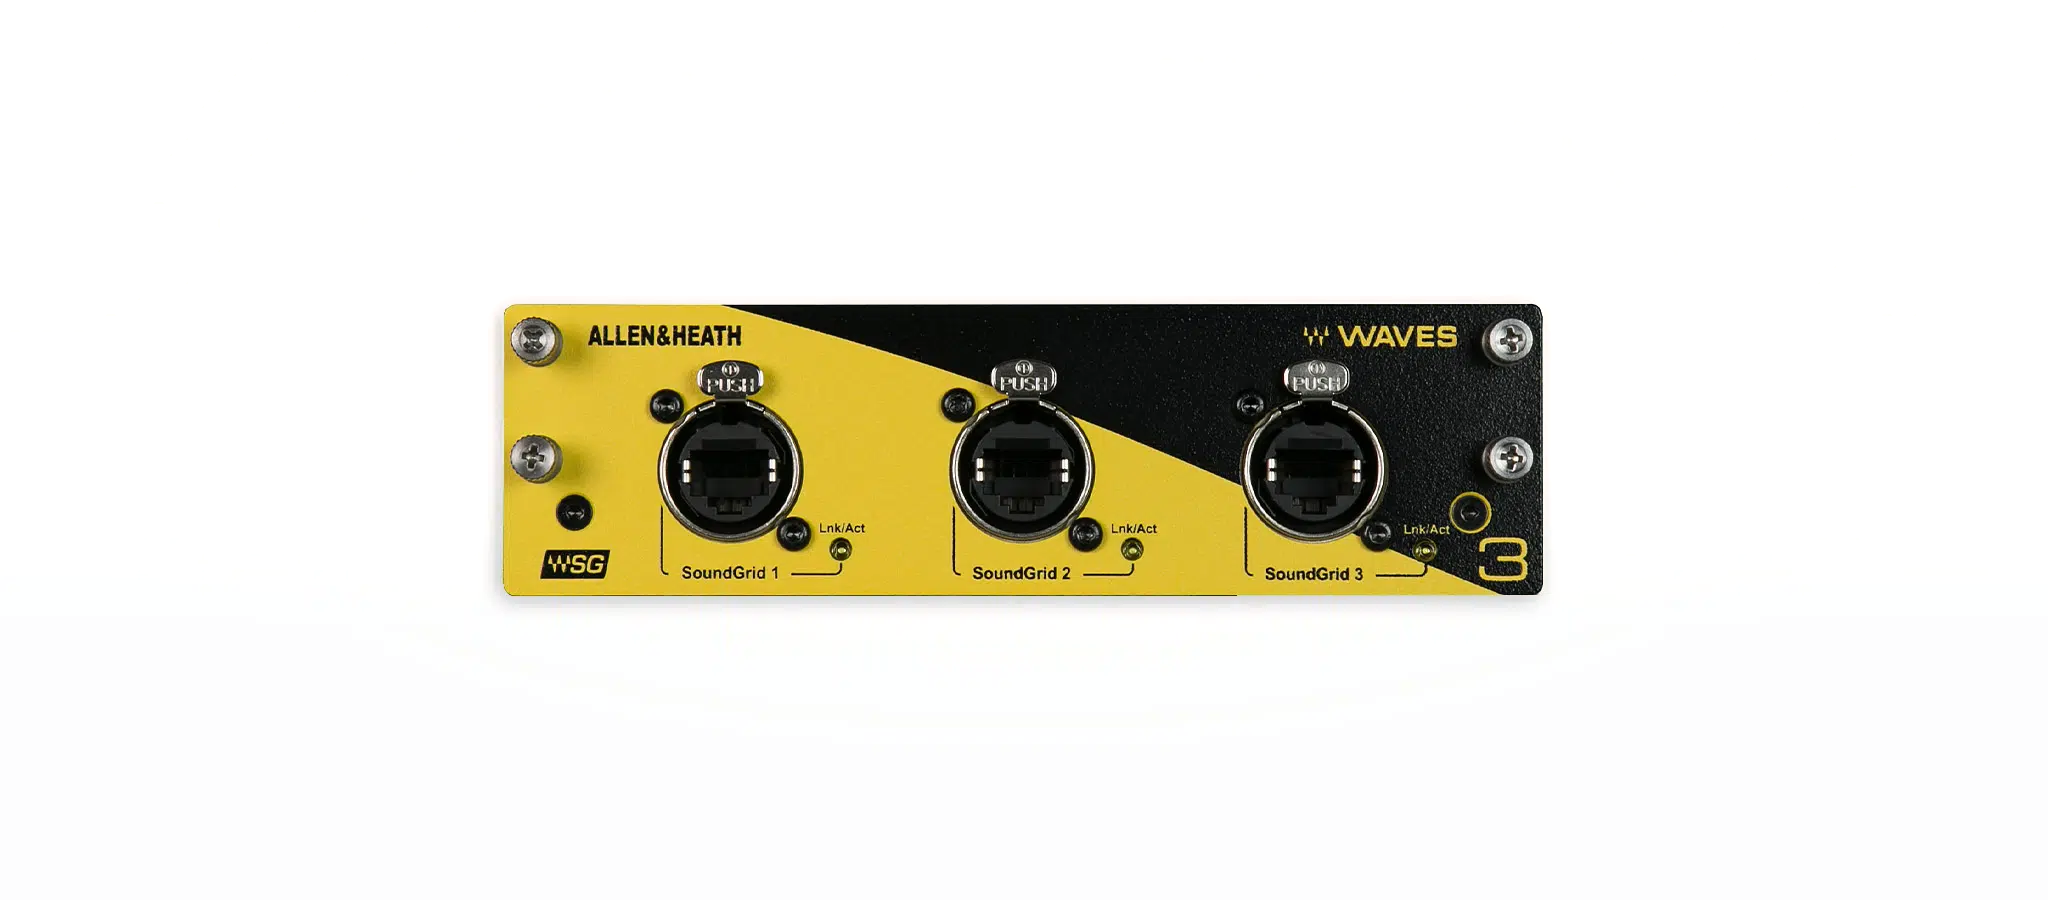 ALLEN&HEATH
WAVES
PUSH
PUSH
PUSH
Lnk/Act
Lnk/Act
Lnk/Act
SG
SoundGrid 1
SoundGrid 2
SoundGrid 3
3